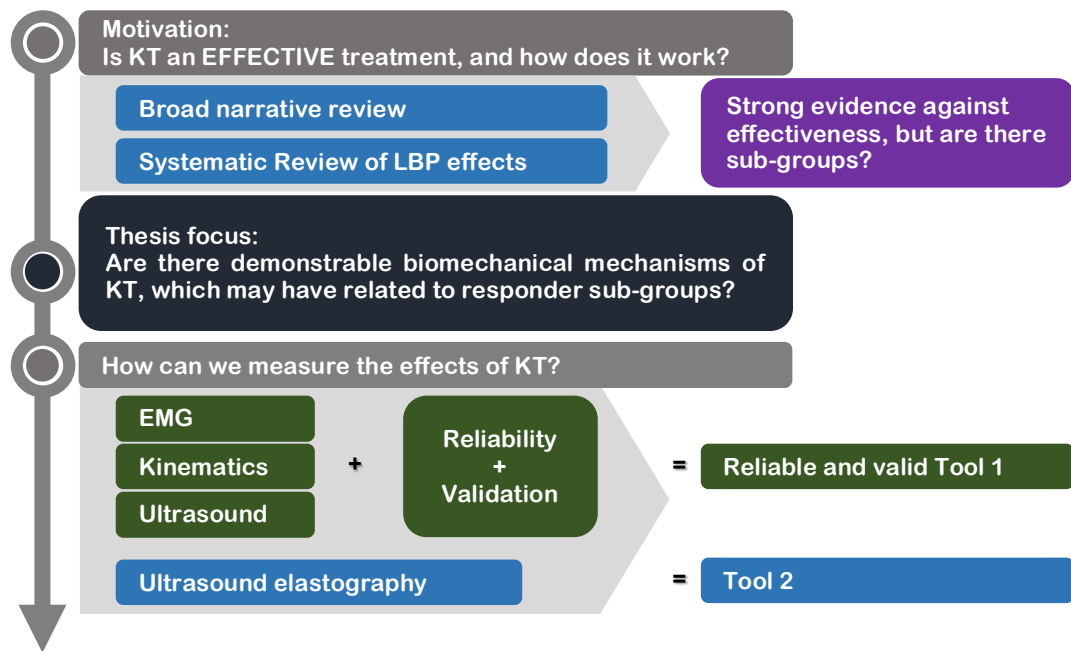 Motivation:
Is KT an EFFECTIVE treatment, and how does it work?
Broad narrative review
Systematic Review of LBP effects
Strong evidence against
effectiveness, but are there
sub-groups?
Thesis focus:
Are there demonstrable biomechanical mechanisms of
KT, which may have related to responder sub-groups?
How can we measure the effects of KT?
EMG
Kinematics
Ultrasound
+
Reliability
+
Validation
=
Reliable and valid Tool 1
Ultrasound elastography
=
Tool 2